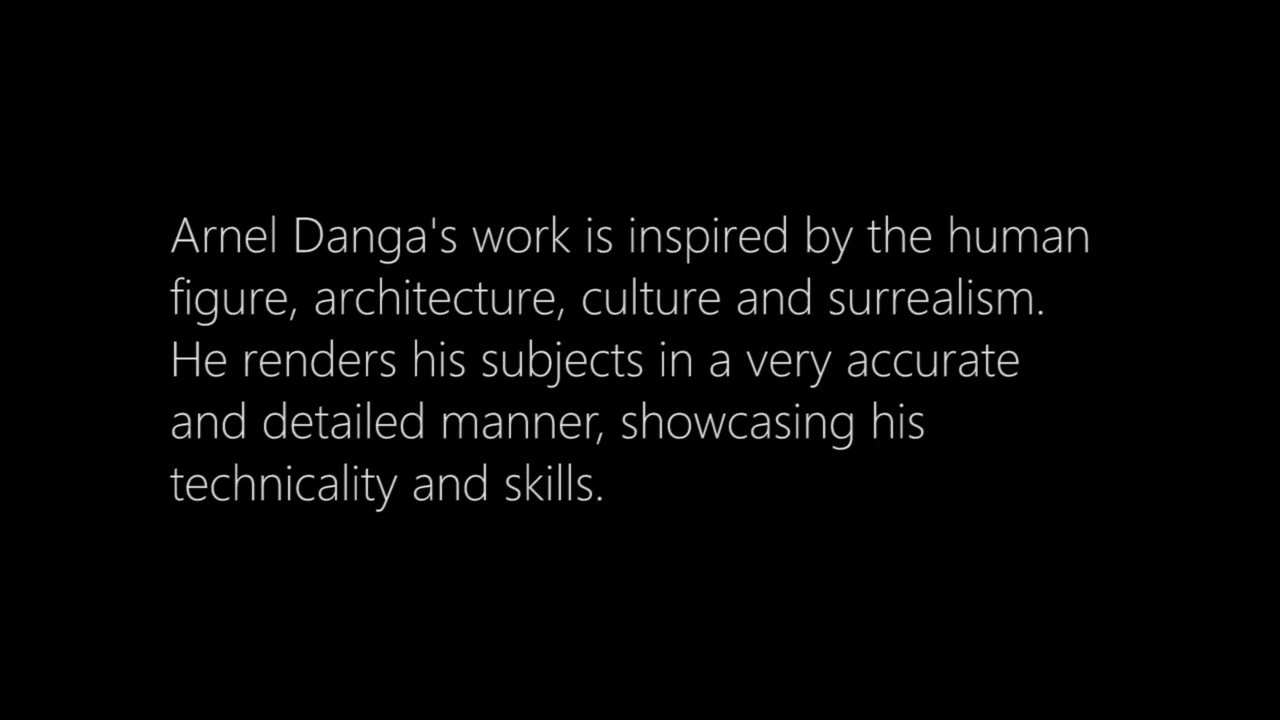 Arnel Danga's work is inspired by the human
figure, architecture, culture and surrealism.
He renders his subjects in a very accurate
and detailed manner, showcasing his
technicality and skills.